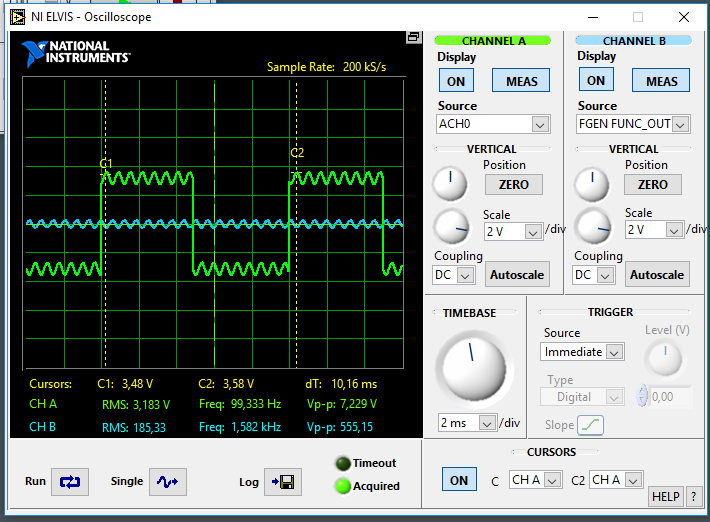 NI ELVIS - Oscilloscope
NATIONAL
INSTRUMENTS™
Sample Rate: 200 kS/s
C1
C2
Cursors: C1: 3,48 V C2: 3,58 V dT: 10,16 ms
CH A RMS: 3,183 V Freq: 99,333 Hz Vp-p: 7,229 V
CH B RMS: 185,33 Freq: 1,582 kHz Vp-p: 555,15
Run
Single
Log
Timeout
Acquired
CHANNEL A
Display
ON MEAS
Source
ACH0
VERTICAL
Position
ZERO
Scale
2 V /div
Coupling
DC Autoscale
CHANNEL B
Display
ON MEAS
Source
FGEN FUNC_OUT
VERTICAL
Position
ZERO
Scale
2 V /div
Coupling
DC Autoscale
TIMEBASE
2 ms /div
TRIGGER
Source
Immediate
Level (V)
Type
Digital
0,00
Slope
CURSORS
ON C CH A C2 CH A
HELP ?